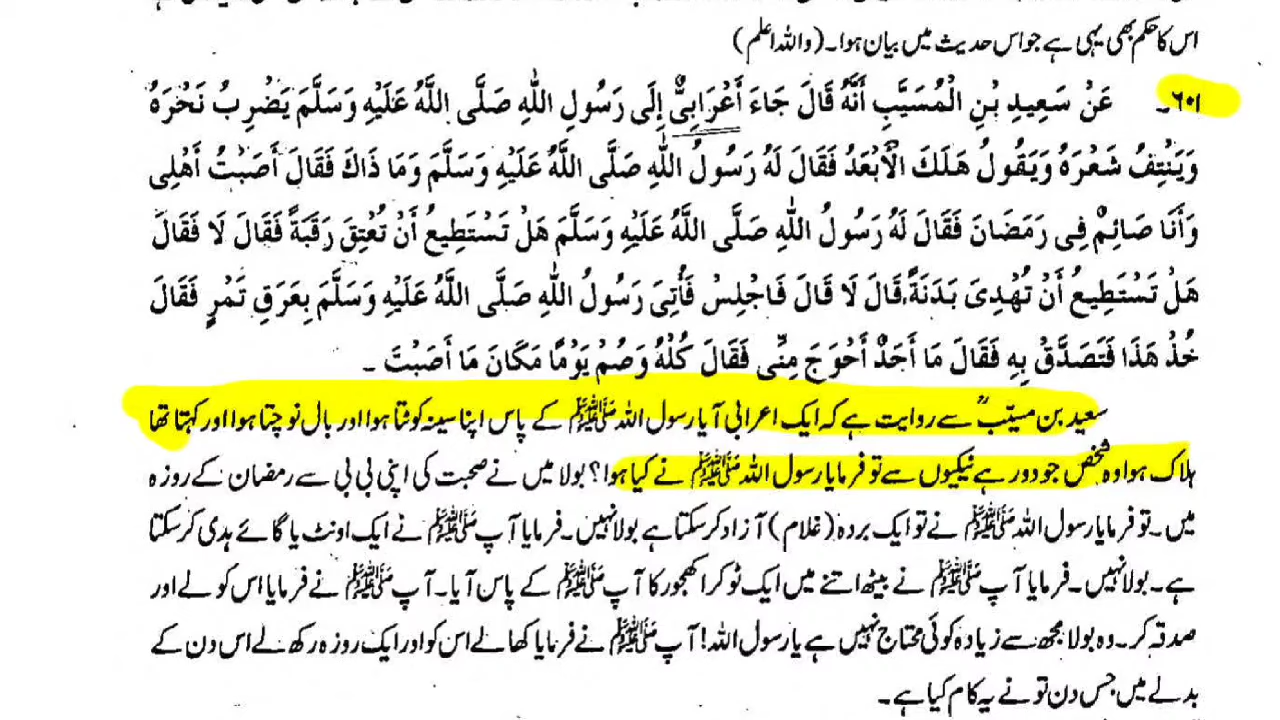 اس کا حکم بھی یہی ہے جو اس حدیث میں بیان ہوا۔ (واللہ اعلم)
۶۰۱۔ عَنْ سَعِيدِ بْنِ الْمُسَيَّبِ أَنَّهُ قَالَ جَاءَ أَعْرَابِيٌّ إِلَى رَسُولِ اللهِ صَلَّى اللَّهُ عَلَيْهِ وَسَلَّمَ يَضْرِبُ نَحْرَهُ
وَيَنْتِفُ شَعْرَهُ وَيَقُولُ هَلَكَ الْأَبْعَدُ فَقَالَ لَهُ رَسُولُ اللهِ صَلَّى اللَّهُ عَلَيْهِ وَسَلَّمَ وَمَا ذَاكَ فَقَالَ أَصَبْتُ أَهْلِى
وَأَنَا صَائِمٌ فِى رَمَضَانَ فَقَالَ لَهُ رَسُولُ اللهِ صَلَّى اللَّهُ عَلَيْهِ وَسَلَّمَ هَلْ تَسْتَطِيعُ أَنْ تُعْتِقَ رَقَبَةً فَقَالَ لَا فَقَالَ
هَلْ تَسْتَطِيعُ أَنْ تُهْدِىَ بَدَنَةً قَالَ لَا قَالَ فَاجْلِسْ فَأُتِىَ رَسُولُ اللهِ صَلَّى اللَّهُ عَلَيْهِ وَسَلَّمَ بِعَرَقِ تَمْرٍ فَقَالَ
خُذْ هَذَا فَتَصَدَّقْ بِهِ فَقَالَ مَا أَجَدٌ أَحْوَجَ مِنِّى فَقَالَ كُلْهُ وَصُمْ يَوْمًا مَكَانَ مَا أَصَبْتَ ۔
سعید بن مسیّبؒ سے روایت ہے کہ ایک اعرابی آیا رسول اللہ ﷺ کے پاس اپنا سینہ کوٹتا ہوا اور بال نوچتا ہوا اور کہتا تھا
ہلاک ہوا وہ شخص جو دور ہے نیکیوں سے تو فرمایا رسول اللہ ﷺ نے کیا ہوا؟ بولا میں نے صحبت کی اپنی بی بی سے رمضان کے روزہ
میں۔ تو فرمایا رسول اللہ ﷺ نے تو ایک بردہ (غلام) آزاد کر سکتا ہے بولا نہیں۔ فرمایا آپ ﷺ نے ایک اونٹ یا گائے ہدی کر سکتا
ہے۔ بولا نہیں۔ فرمایا آپ ﷺ نے بیٹھ اتنے میں ایک ٹوکرا کھجور کا آپ ﷺ کے پاس آیا۔ آپ ﷺ نے فرمایا اس کو لے اور
صدقہ کر۔ وہ بولا مجھ سے زیادہ کوئی محتاج نہیں ہے یا رسول اللہ! آپ ﷺ نے فرمایا کھا لے اس کو اور ایک روزہ رکھ لے اس دن کے
بدلے میں جس دن تو نے یہ کام کیا ہے۔